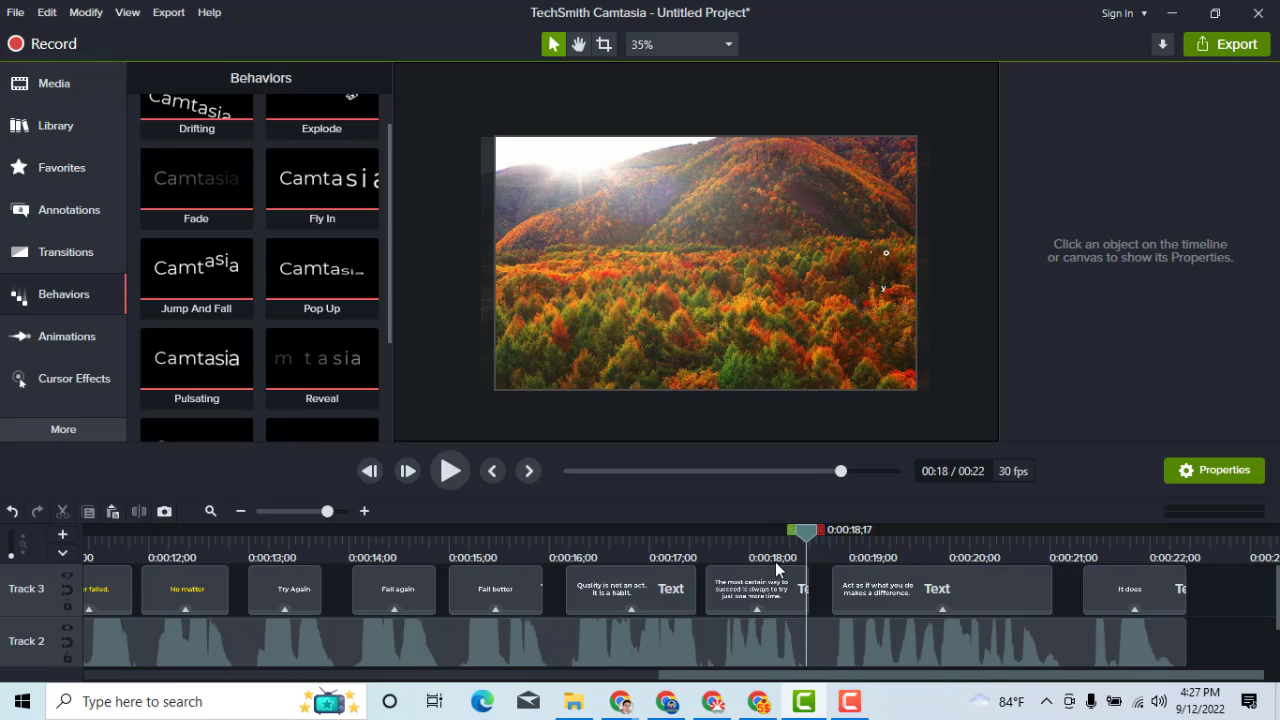 File Edit Modify View Export Help
TechSmith Camtasia - Untitled Project*
Sign In
Record
35%
Export
Media
Library
Favorites
Annotations
Transitions
Behaviors
Animations
Cursor Effects
More
Behaviors
Camtasia
Drifting
Explode
Camtasia Camtasia
Fade Fly In
Camtasia Camtasia
Jump And Fall Pop Up
Camtasia m t a s i a
Pulsating Reveal
Click an object on the timeline
or canvas to show its Properties.
00:18 / 00:22 30 fps
Properties
0:00:18;17
00 0:00:12;00 0:00:13;00 0:00:14;00 0:00:15;00 0:00:16;00 0:00:17;00 0:00:18;00 0:00:19;00 0:00:20;00 0:00:21;00 0:00:22;00 0:00:2
Track 3
er failed.
No matter
Try Again
Fail again
Fail better
Quality is not an act.
It is a habit.
Text
The most certain way to
succeed is always to try
just one more time.
Te
Act as if what you do
makes a difference.
Text
It does
Te
Track 2
Type here to search
84°F
4:27 PM
9/12/2022